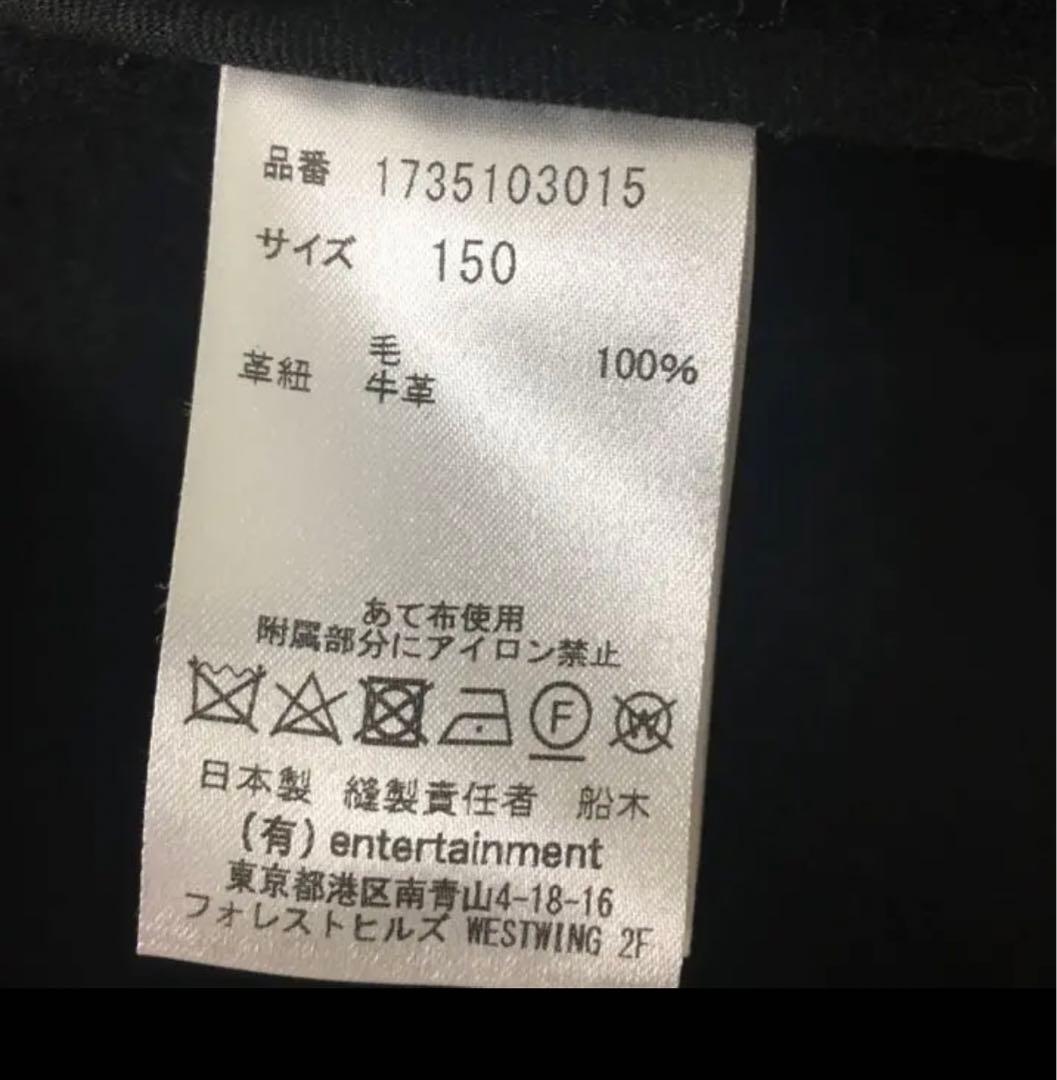 品番 1735103015
サイズ 150
毛 100%
革紐 牛革
あて布使用
附属部分にアイロン禁止
F W
日本製 縫製責任者 船木
(有) entertainment
東京都港区南青山4-18-16
フォレストヒルズ WESTWING 2F